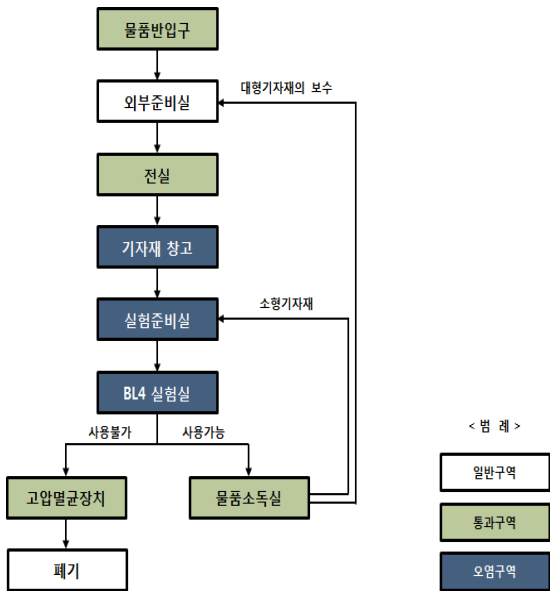 물품반입구
대형기자재의 보수
외부준비실
전실
기자재 창고
소형기자재
실험준비실
BL4 실험실
사용불가
사용가능
< 범 례 >
일반구역
고압멸균장치
물품소독실
통과구역
폐기
오염구역